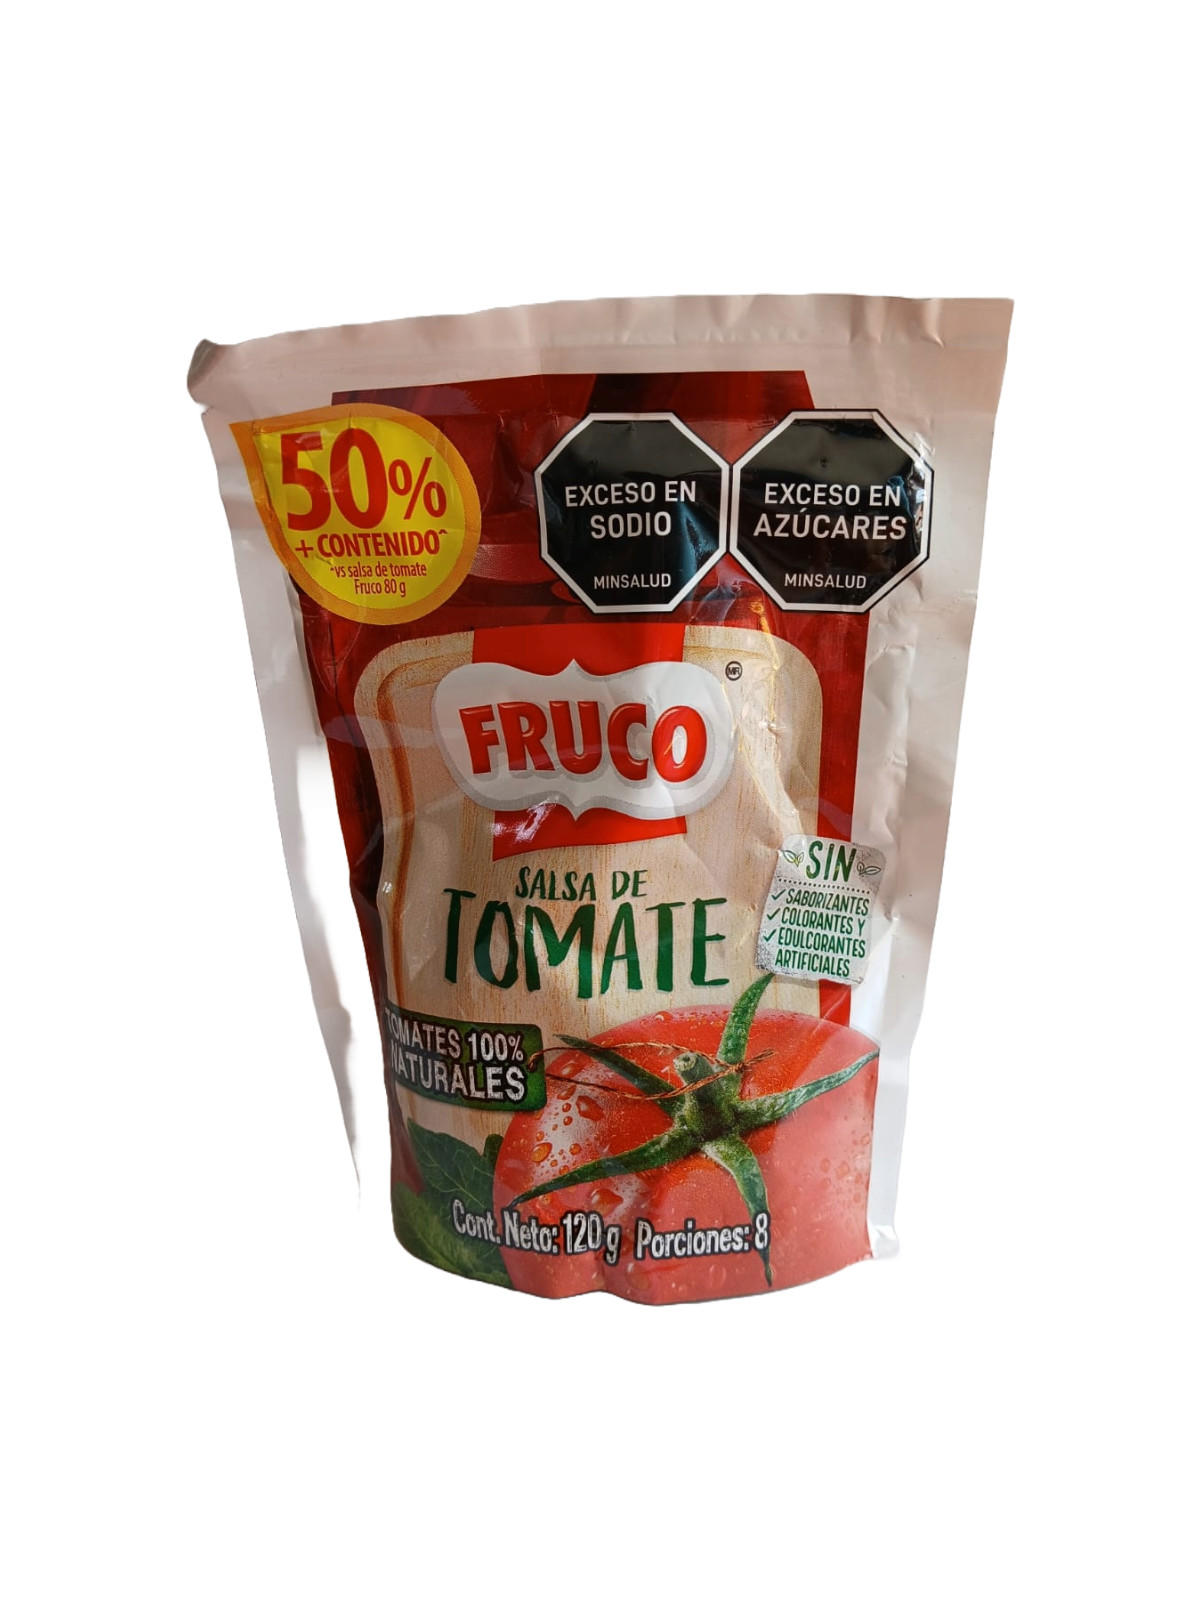 50%
+ CONTENIDO^
^vs salsa de tomate
Fruco 80 g
EXCESO EN
SODIO
MINSALUD
EXCESO EN
AZÚCARES
MINSALUD
FRUCO
MR
SALSA DE
TOMATE
SIN
SABORIZANTES
COLORANTES Y
EDULCORANTES
ARTIFICIALES
TOMATES 100%
NATURALES
Cont. Neto: 120 g Porciones: 8